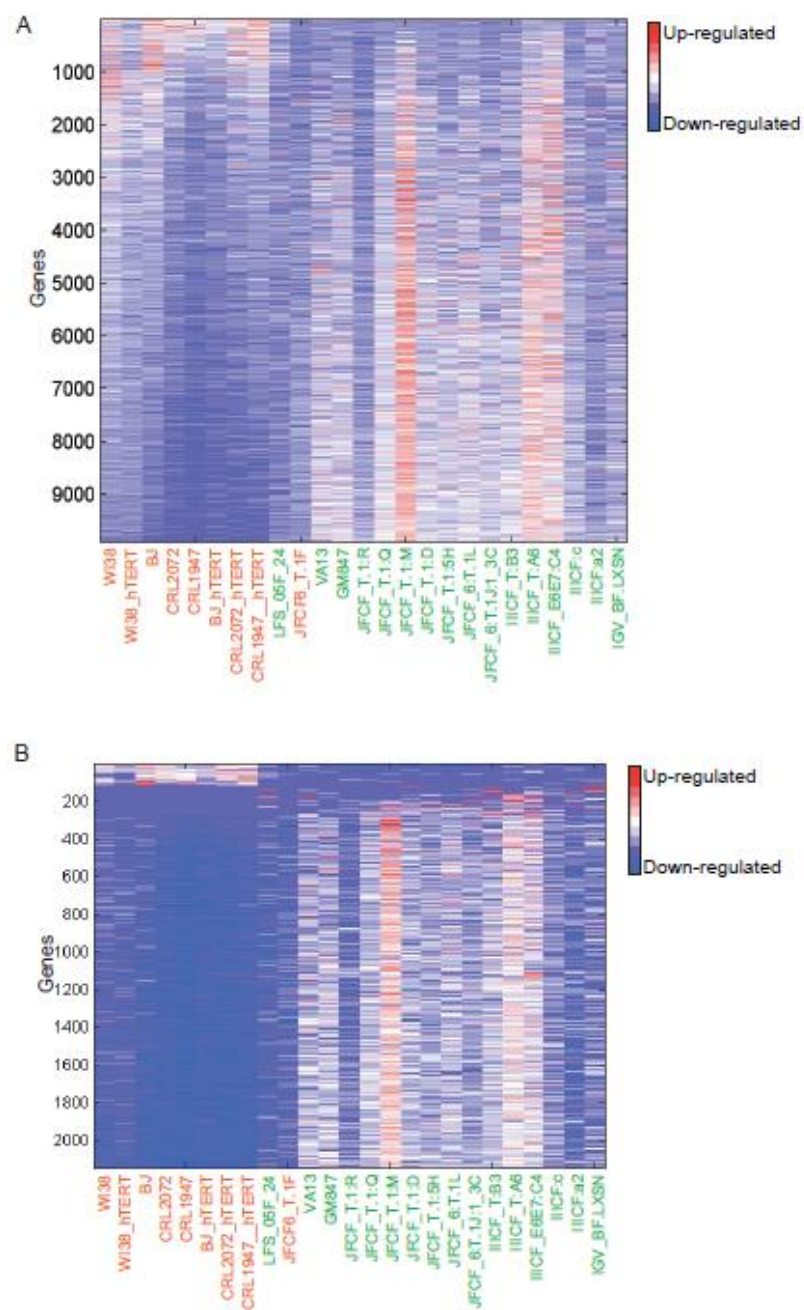 A
Up-regulated
Down-regulated
Genes
1000
2000
3000
4000
5000
6000
7000
8000
9000
WI38
WI38_hTERT
BJ
CRL2072
CRL1947
BJ_hTERT
CRL2072_hTERT
CRL1947__hTERT
LFS_05F_24
JFCF6_T.1F
VA13
GM847
JFCF_T.1:R
JFCF_T.1:Q
JFCF_T.1:M
JFCF_T.1:D
JFCF_T.1:5H
JFCF_6:T.1L
JFCF_6:T.1J:1_3C
IIICF_T:B3
IIICF_T:A6
IIICF_E6E7:C4
IIICF:c
IIICF:a2
IGV_BF.LXSN
B
Up-regulated
Down-regulated
Genes
200
400
600
800
1000
1200
1400
1600
1800
2000
WI38
WI38_hTERT
BJ
CRL2072
CRL1947
BJ_hTERT
CRL2072_hTERT
CRL1947__hTERT
LFS_05F_24
JFCF6_T.1F
VA13
GM847
JFCF_T.1:R
JFCF_T.1:Q
JFCF_T.1:M
JFCF_T.1:D
JFCF_T.1:5H
JFCF_6:T.1L
JFCF_6:T.1J:1_3C
IIICF_T:B3
IIICF_T:A6
IIICF_E6E7:C4
IIICF:c
IIICF:a2
IGV_BF.LXSN